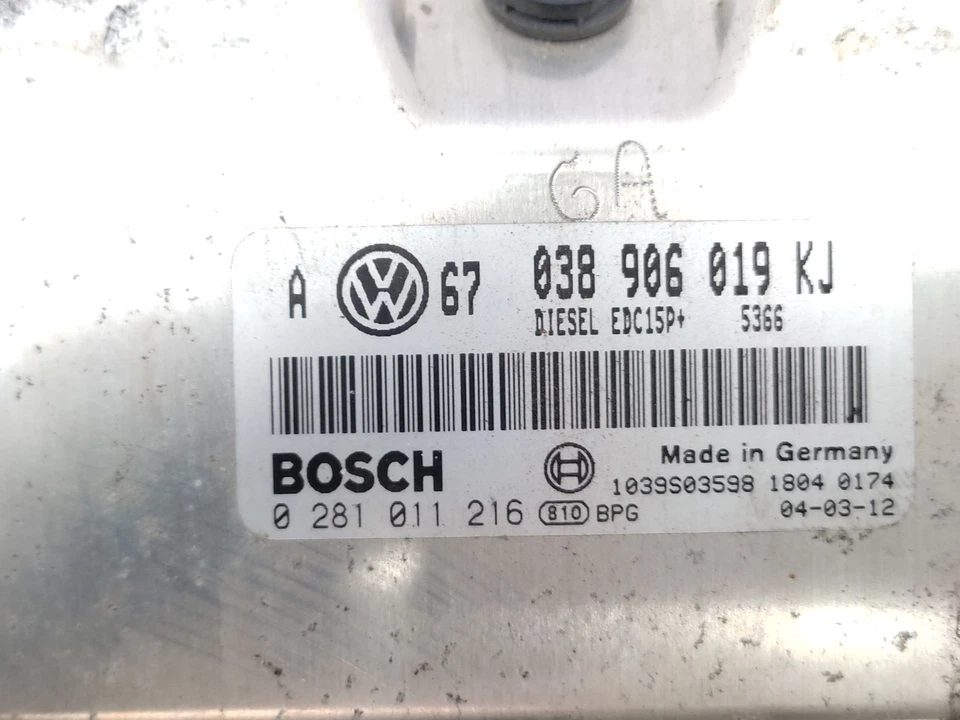 GA
A VW 67 038 906 019 KJ
DIESEL EDC15P+ 5366
BOSCH
Made in Germany
1039S03598 1804 0174
0 281 011 216 810 BPG
04-03-12